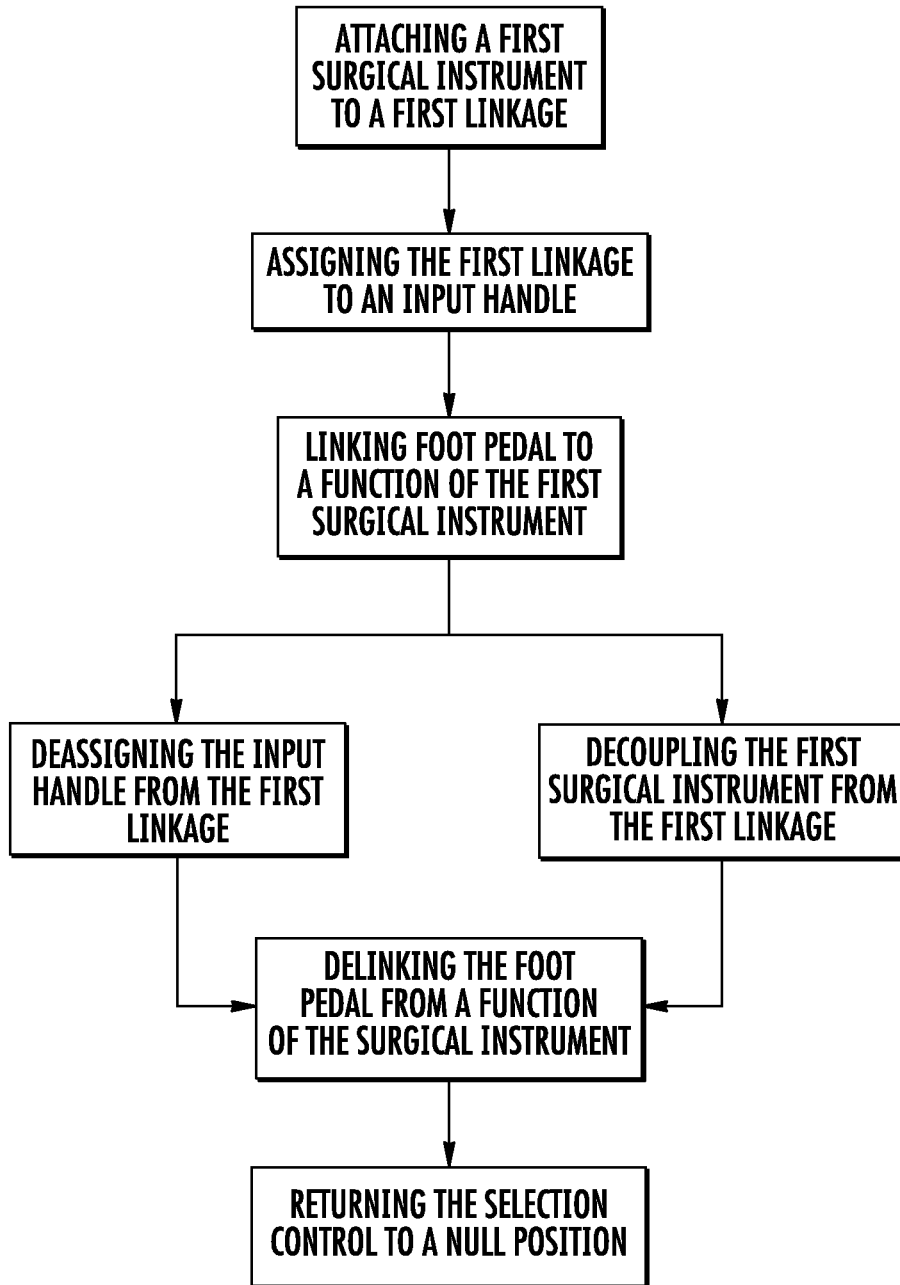 ATTACHING A FIRST
SURGICAL INSTRUMENT
TO A FIRST LINKAGE
ASSIGNING THE FIRST LINKAGE
TO AN INPUT HANDLE
LINKING FOOT PEDAL TO
A FUNCTION OF THE FIRST
SURGICAL INSTRUMENT
DEASSIGNING THE INPUT
HANDLE FROM THE FIRST
LINKAGE
DECOUPLING THE FIRST
SURGICAL INSTRUMENT FROM
THE FIRST LINKAGE
DELINKING THE FOOT
PEDAL FROM A FUNCTION
OF THE SURGICAL INSTRUMENT
RETURNING THE SELECTION
CONTROL TO A NULL POSITION